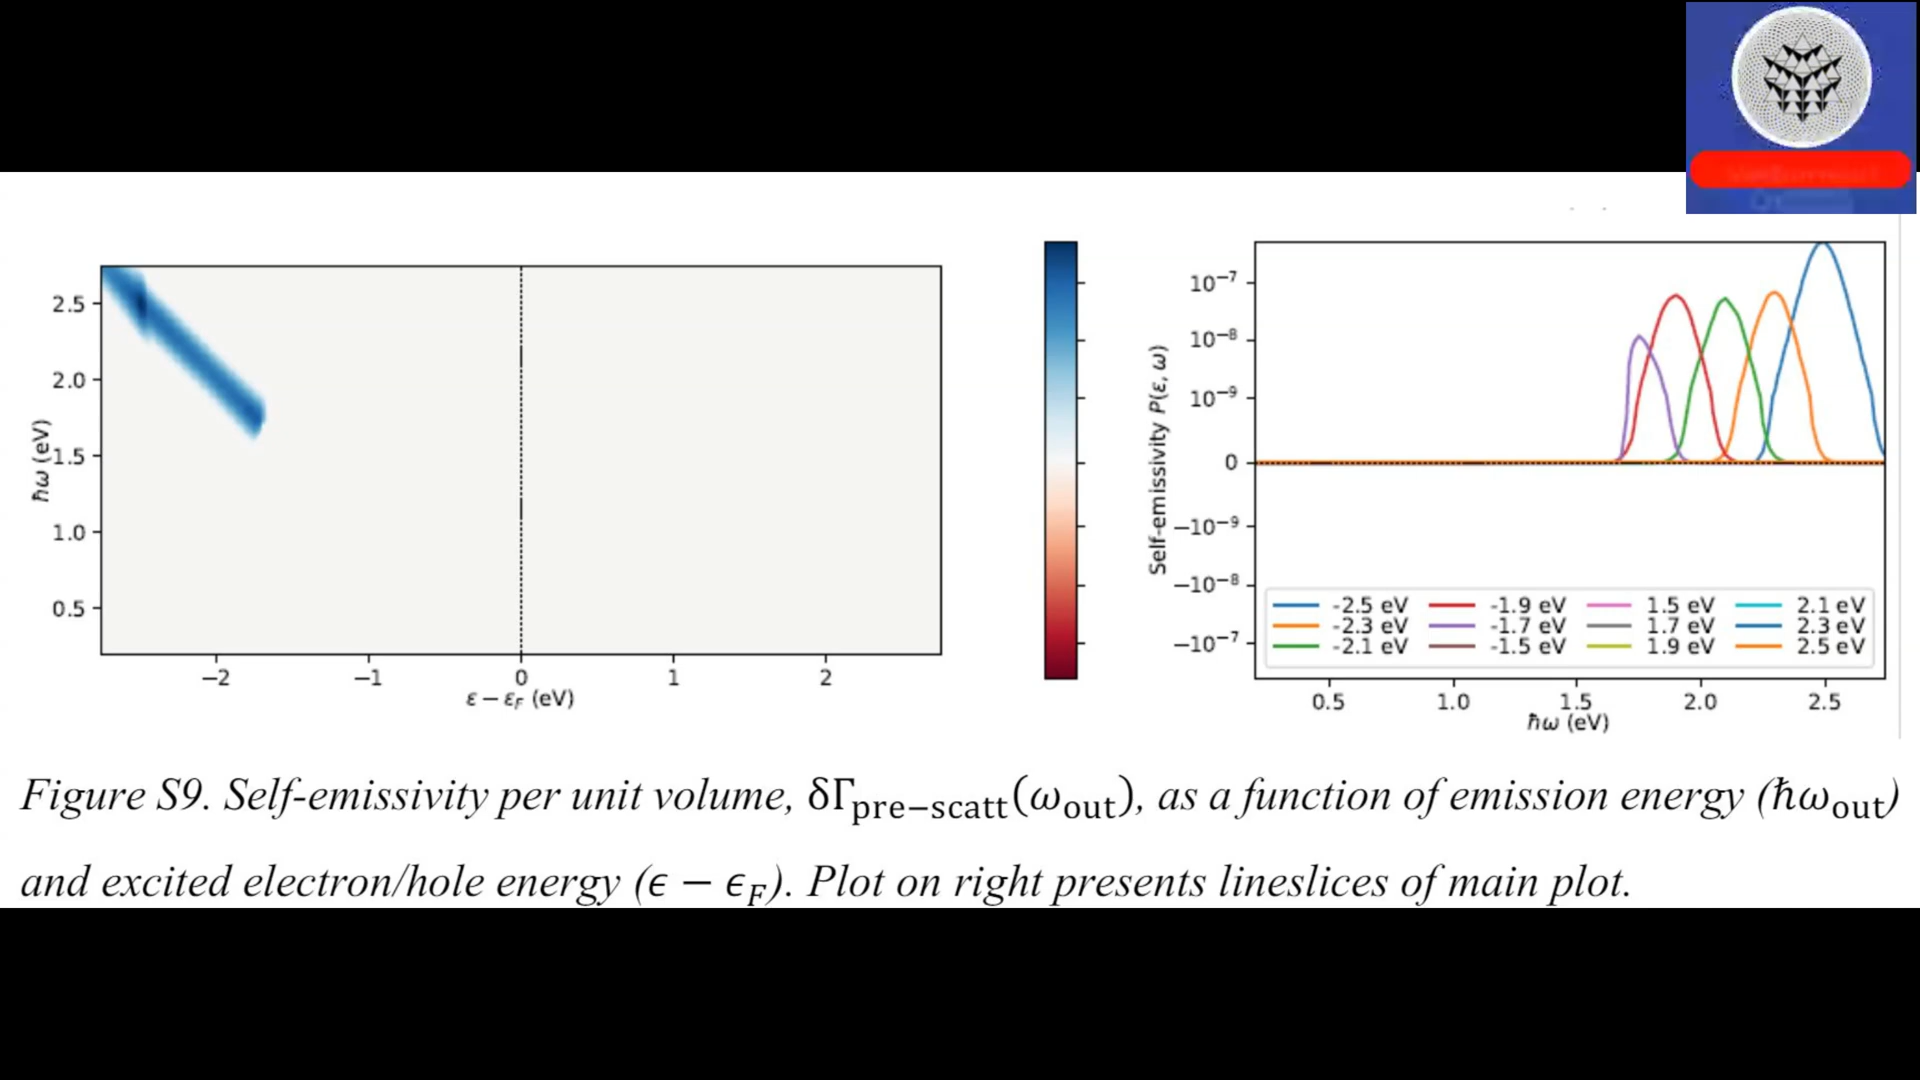 2.5
2.0
1.5
1.0
0.5
ħω (eV)
−2 −1 0 1 2
ε − ε_F (eV)
Self-emissivity P(ε, ω)
10⁻⁷
10⁻⁸
10⁻⁹
0
−10⁻⁹
−10⁻⁸
−10⁻⁷
-2.5 eV -1.9 eV 1.5 eV 2.1 eV
-2.3 eV -1.7 eV 1.7 eV 2.3 eV
-2.1 eV -1.5 eV 1.9 eV 2.5 eV
0.5 1.0 1.5 2.0 2.5
ħω (eV)
Figure S9. Self-emissivity per unit volume, δΓ_pre−scatt(ω_out), as a function of emission energy (ħω_out)
and excited electron/hole energy (ϵ − ϵ_F). Plot on right presents lineslices of main plot.